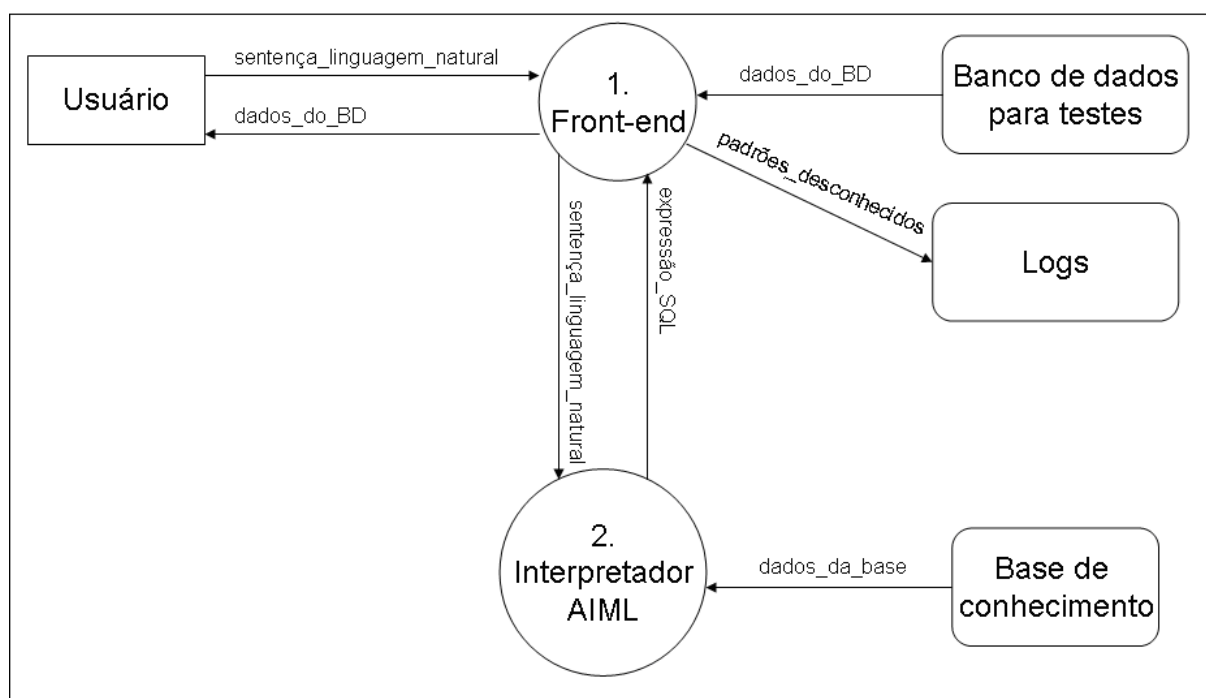 Usuário
sentença_linguagem_natural
dados_do_BD
1.
Front-end
dados_do_BD
Banco de dados
para testes
padrões_desconhecidos
Logs
sentença_linguagem_natural
expressão_SQL
2.
Interpretador
AIML
dados_da_base
Base de
conhecimento